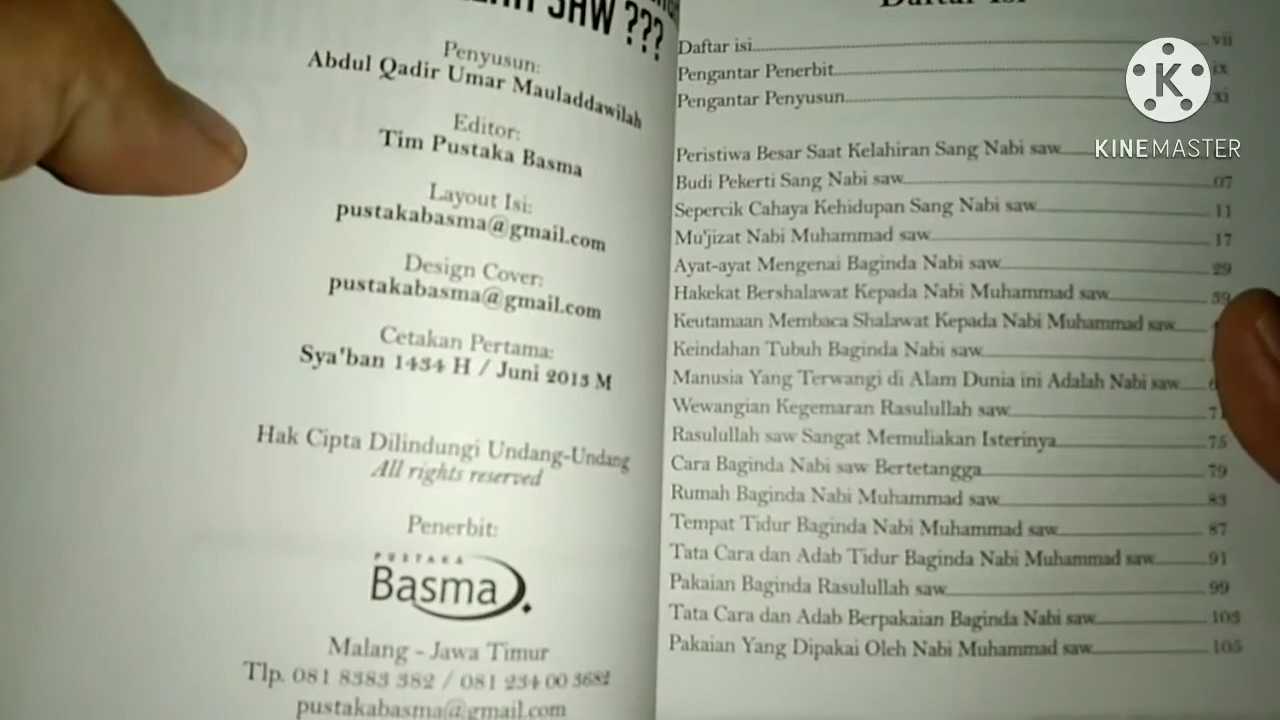 SAW ???
Penyusun:
Abdul Qadir Umar Mauladdawilah
Editor:
Tim Pustaka Basma
Layout Isi:
pustakabasma@gmail.com
Design Cover:
pustakabasma@gmail.com
Cetakan Pertama:
Sya'ban 1434 H / Juni 2013 M
Hak Cipta Dilindungi Undang-Undang
All rights reserved
Penerbit:
PUSTAKA
Basma
Malang - Jawa Timur
Tlp. 081 8383 382 / 081 234 00 3682
pustakabasma@gmail.com
Daftar Isi
Daftar isi vii
Pengantar Penerbit ix
Pengantar Penyusun xi
Peristiwa Besar Saat Kelahiran Sang Nabi saw
Budi Pekerti Sang Nabi saw 07
Sepercik Cahaya Kehidupan Sang Nabi saw 11
Mu'jizat Nabi Muhammad saw 17
Ayat-ayat Mengenai Baginda Nabi saw 29
Hakekat Bershalawat Kepada Nabi Muhammad saw 39
Keutamaan Membaca Shalawat Kepada Nabi Muhammad saw
Keindahan Tubuh Baginda Nabi saw
Manusia Yang Terwangi di Alam Dunia ini Adalah Nabi saw
Wewangian Kegemaran Rasulullah saw 71
Rasulullah saw Sangat Memuliakan Isterinya 75
Cara Baginda Nabi saw Bertetangga 79
Rumah Baginda Nabi Muhammad saw 83
Tempat Tidur Baginda Nabi Muhammad saw 87
Tata Cara dan Adab Tidur Baginda Nabi Muhammad saw 91
Pakaian Baginda Rasulullah saw 99
Tata Cara dan Adab Berpakaian Baginda Nabi saw 103
Pakaian Yang Dipakai Oleh Nabi Muhammad saw 105
K
KINEMASTER